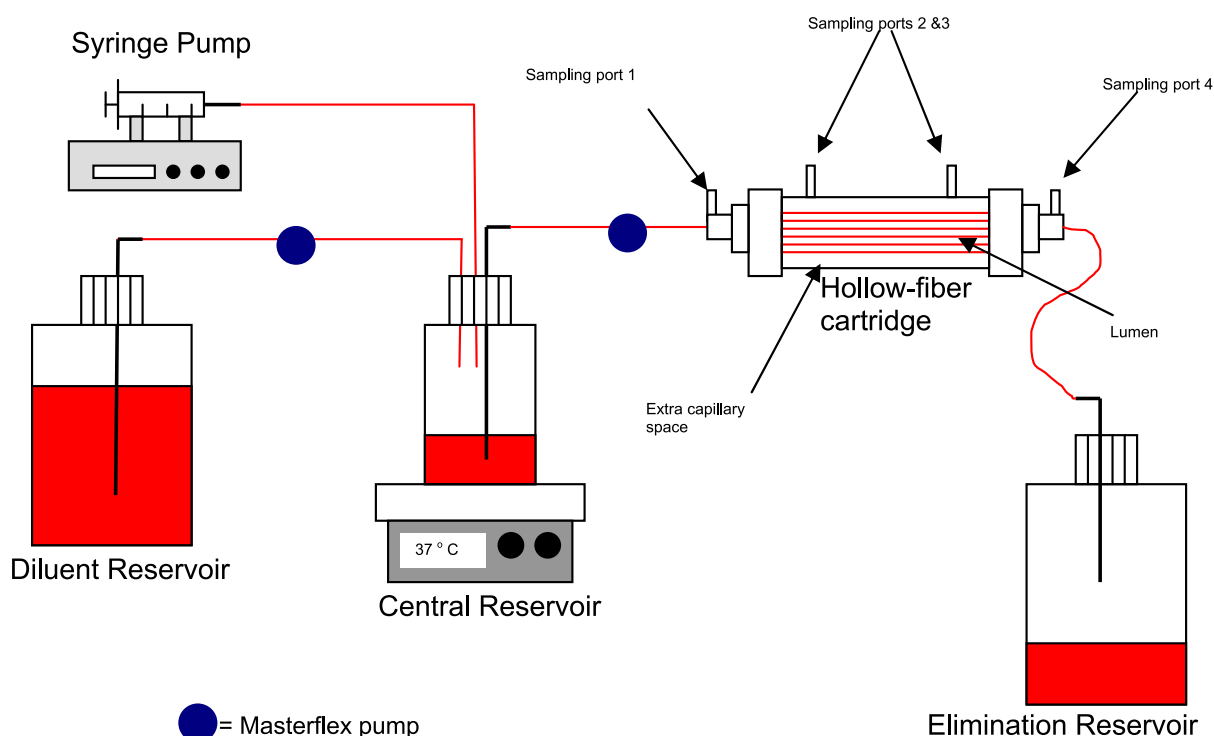 Syringe Pump
Sampling ports 2 &3
Sampling port 1
Sampling port 4
Hollow-fiber
cartridge
Lumen
Extra capillary
space
37 ° C
Diluent Reservoir
Central Reservoir
= Masterflex pump
Elimination Reservoir